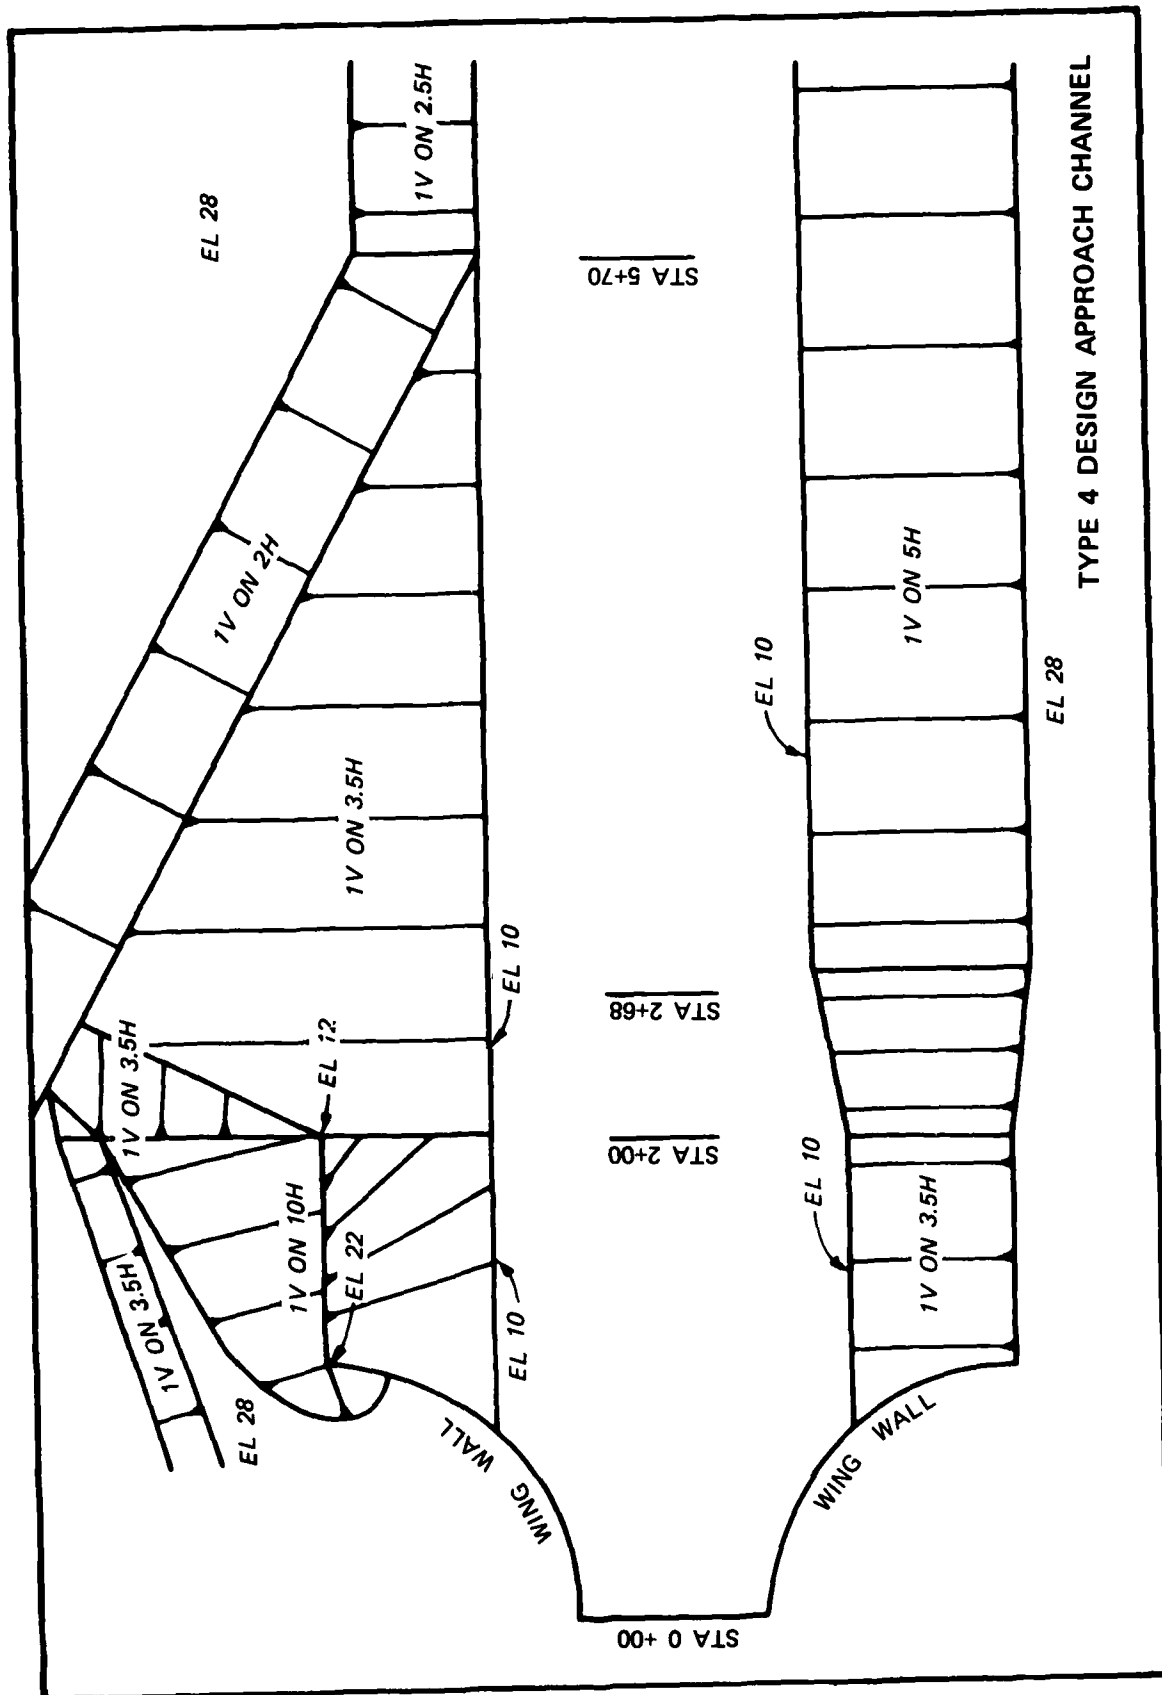 EL 28
1V ON 2.5H
1V ON 2H
1V ON 3.5H
1V ON 3.5H
1V ON 3.5H
EL 28
1V ON 10H
EL 12
EL 22
EL 10
EL 10
WING WALL
STA 5+70
STA 2+68
STA 2+00
STA 0+00
EL 10
EL 10
WING WALL
1V ON 5H
1V ON 3.5H
EL 28
TYPE 4 DESIGN APPROACH CHANNEL